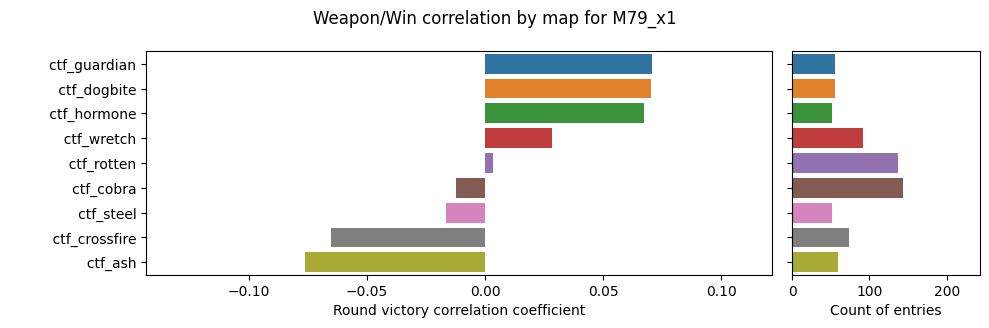 Weapon/Win correlation by map for M79_x1
ctf_guardian
ctf_dogbite
ctf_hormone
ctf_wretch
ctf_rotten
ctf_cobra
ctf_steel
ctf_crossfire
ctf_ash
−0.10 −0.05 0.00 0.05 0.10
Round victory correlation coefficient
0 100 200
Count of entries